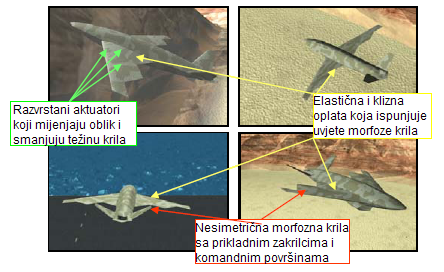 Razvrstani aktuatori
koji mijenjaju oblik i
smanjuju težinu krila
Elastična i klizna
oplata koja ispunjuje
uvjete morfoze krila
Nesimetrična morfozna krila
sa prikladnim zakrilcima i
komandnim površinama